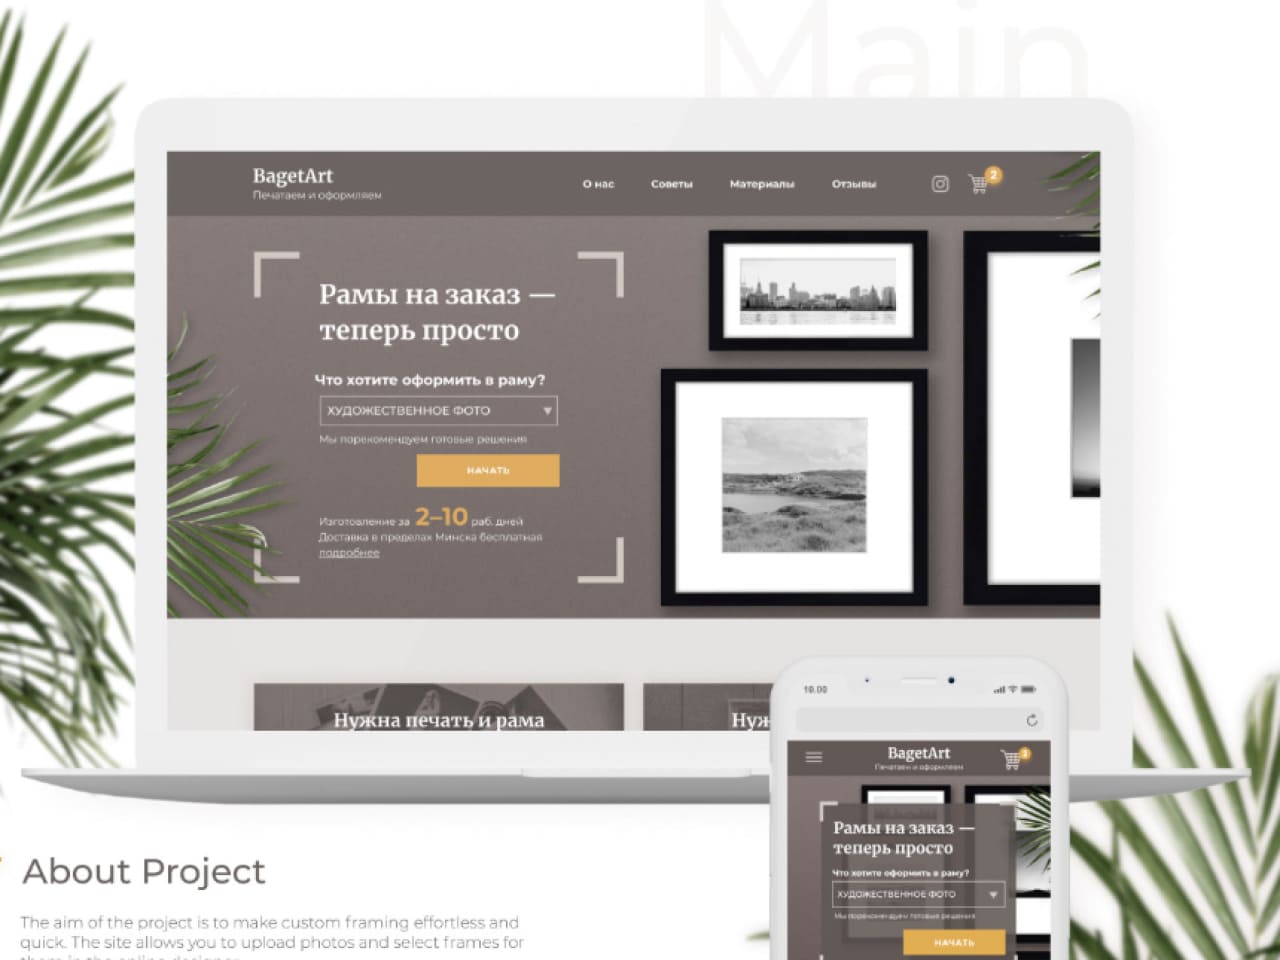 Main
BagetArt
Печатаем и оформляем
О нас
Советы
Материалы
Отзывы
2
Рамы на заказ —
теперь просто
Что хотите оформить в раму?
ХУДОЖЕСТВЕННОЕ ФОТО
Мы порекомендуем готовые решения
НАЧАТЬ
Изготовление за 2–10 раб. дней
Доставка в пределах Минска бесплатная
подробнее
Нужна печать и рама
Нуж
10.00
BagetArt
Печатаем и оформляем
Рамы на заказ —
теперь просто
Что хотите оформить в раму?
ХУДОЖЕСТВЕННОЕ ФОТО
Мы порекомендуем готовые решения
НАЧАТЬ
About Project
The aim of the project is to make custom framing effortless and
quick. The site allows you to upload photos and select frames for